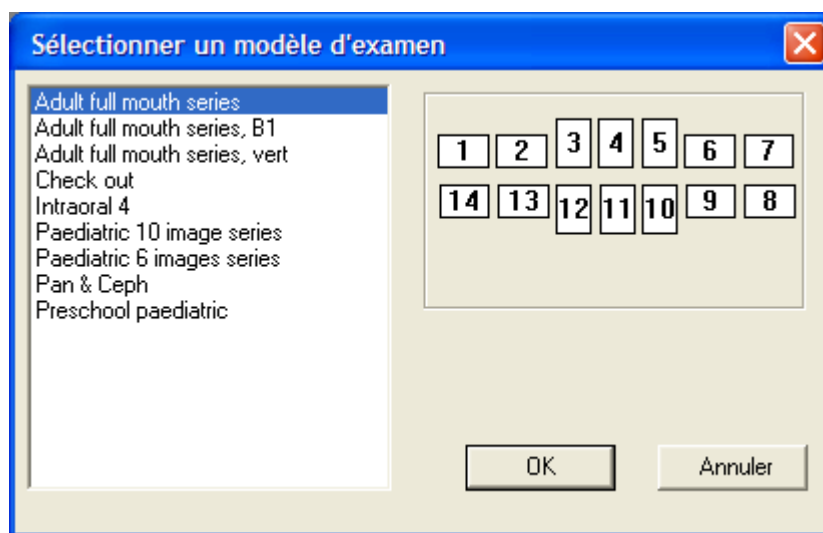 Sélectionner un modèle d'examen
Adult full mouth series
Adult full mouth series, B1
Adult full mouth series, vert
Check out
Intraoral 4
Paediatric 10 image series
Paediatric 6 images series
Pan & Ceph
Preschool paediatric
1 2 3 4 5 6 7
14 13 12 11 10 9 8
OK Annuler